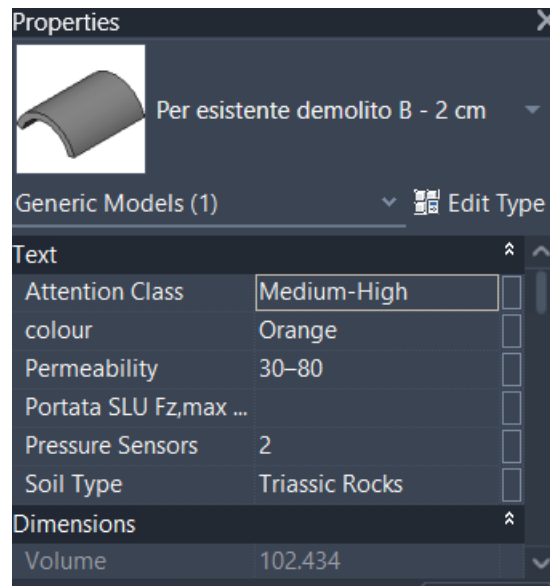 Properties
Per esistente demolito B - 2 cm
Generic Models (1) Edit Type
Text
Attention Class Medium-High
colour Orange
Permeability 30–80
Portata SLU Fz,max ...
Pressure Sensors 2
Soil Type Triassic Rocks
Dimensions
Volume 102.434